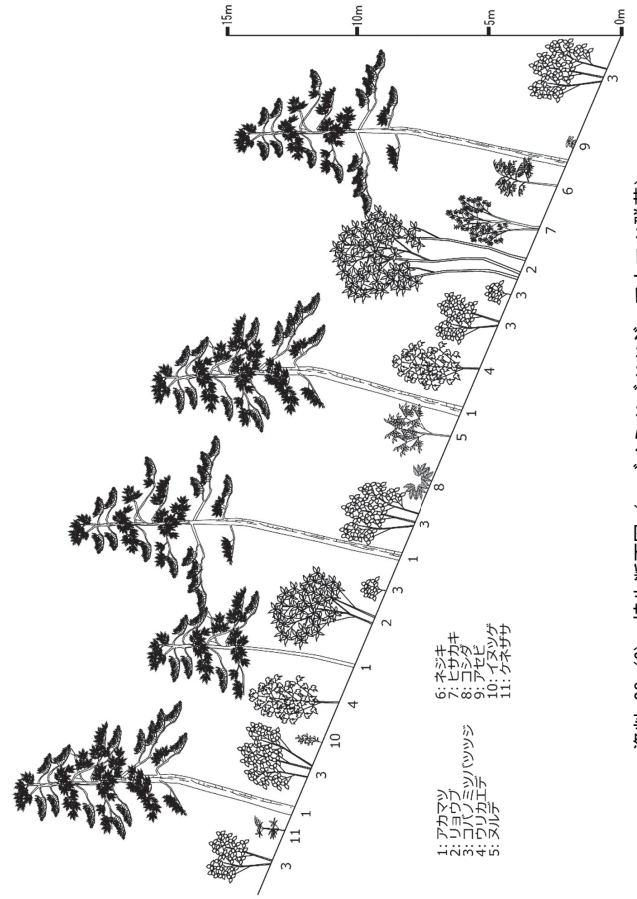 15m
10m
5m
0m
3
11
1
3
10
4
1
2
3
1
3
8
5
1
4
3
3
2
7
6
9
3
1: アカマツ
2: リョウブ
3: コバノミツバツツジ
4: ウリカエデ
5: ヌルデ
6: ネジキ
7: ヒサカキ
8: コシダ
9: アセビ
10: イヌツゲ
11: ケネザサ